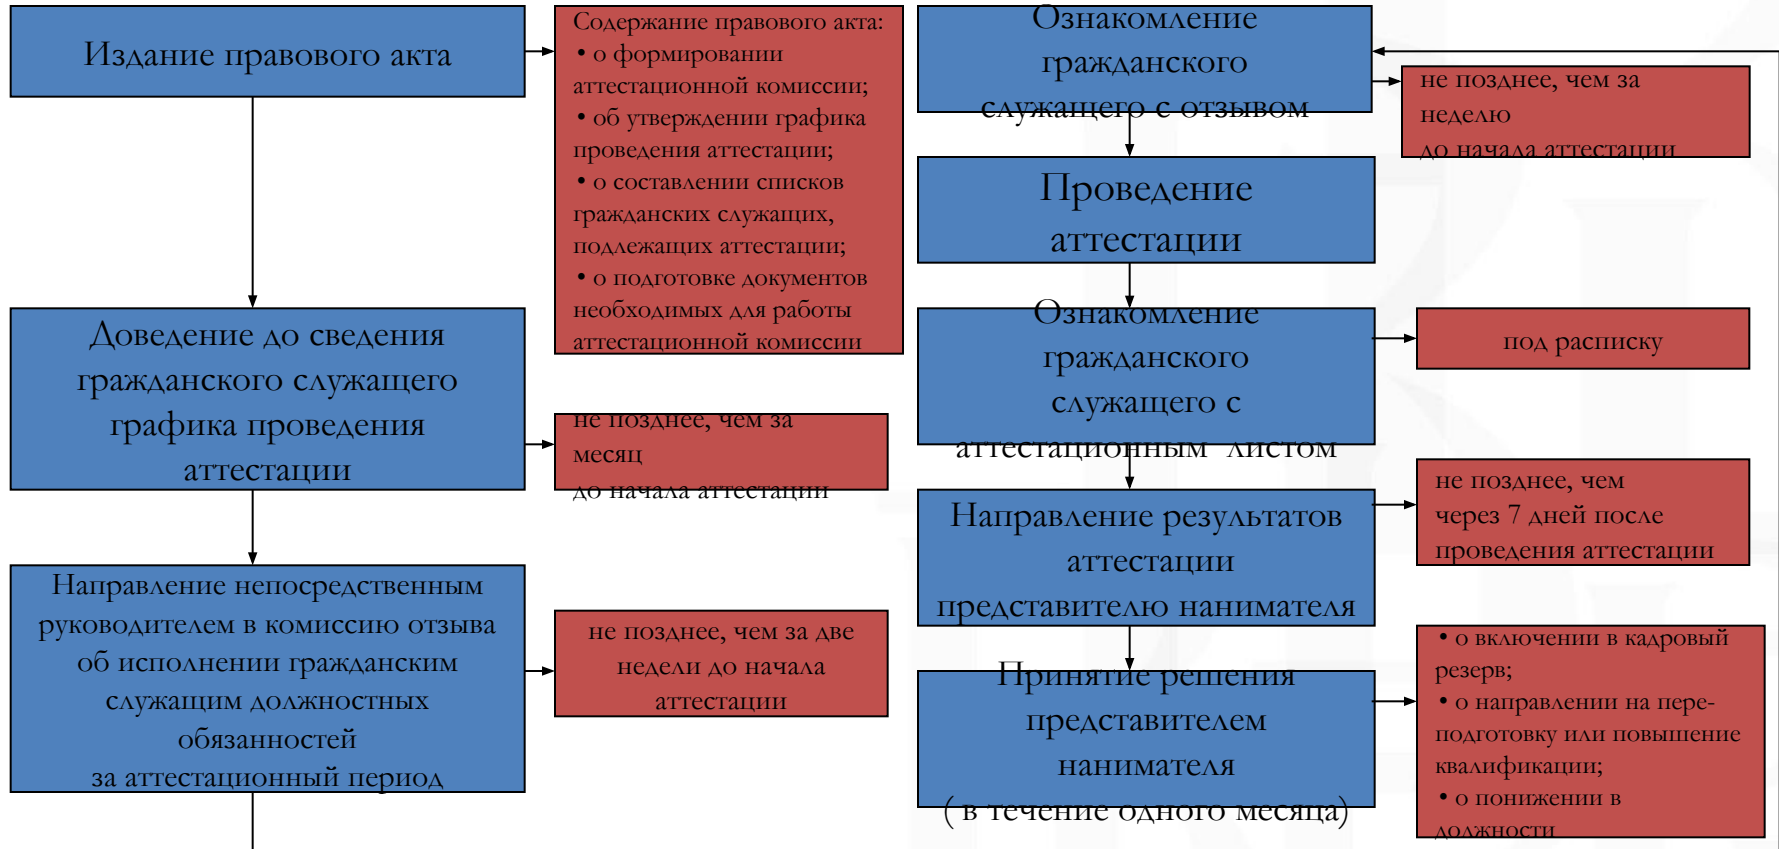 Издание правового акта
Содержание правового акта:
• о формировании
аттестационной комиссии;
• об утверждении графика
проведения аттестации;
• о составлении списков
гражданских служащих,
подлежащих аттестации;
• о подготовке документов
необходимых для работы
аттестационной комиссии
Доведение до сведения
гражданского служащего
графика проведения
аттестации
не позднее, чем за
месяц
до начала аттестации
Направление непосредственным
руководителем в комиссию отзыва
об исполнении гражданским
служащим должностных
обязанностей
за аттестационный период
не позднее, чем за две
недели до начала
аттестации
Ознакомление
гражданского
служащего с отзывом
не позднее, чем за
неделю
до начала аттестации
Проведение
аттестации
Ознакомление
гражданского
служащего с
аттестационным листом
под расписку
Направление результатов
аттестации
представителю нанимателя
не позднее, чем
через 7 дней после
проведения аттестации
Принятие решения
представителем
нанимателя
( в течение одного месяца)
• о включении в кадровый
резерв;
• о направлении на пере-
подготовку или повышение
квалификации;
• о понижении в
должности